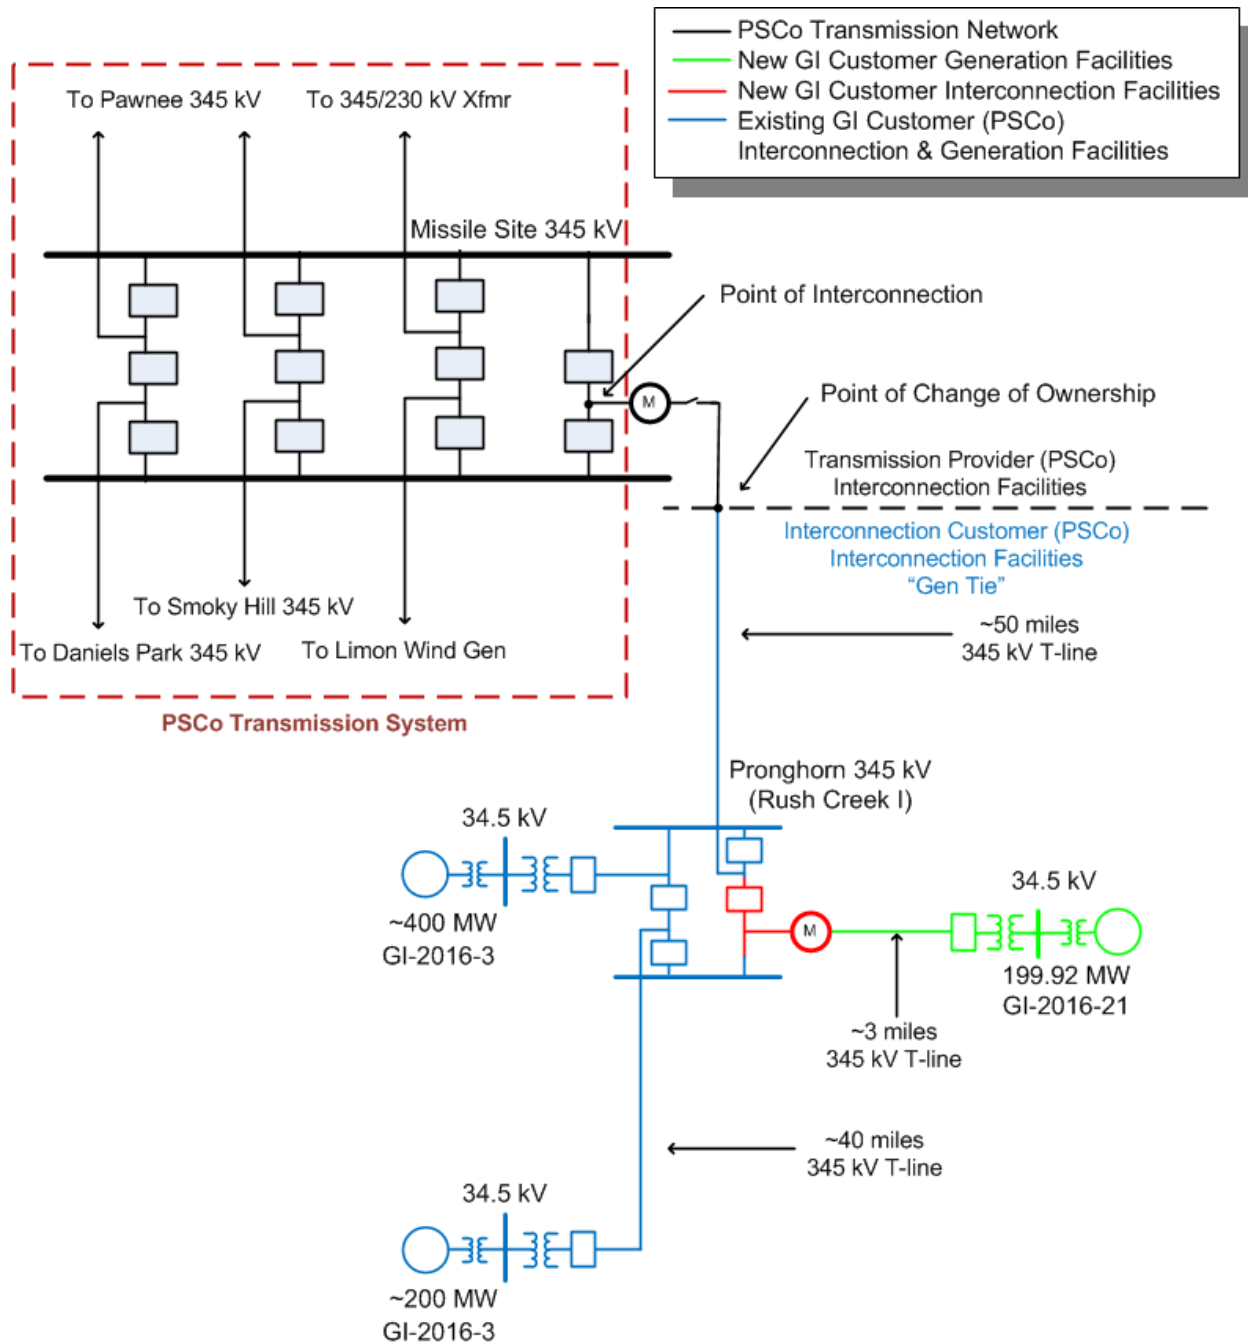 PSCo Transmission Network
New GI Customer Generation Facilities
New GI Customer Interconnection Facilities
Existing GI Customer (PSCo)
Interconnection & Generation Facilities
To Pawnee 345 kV
To 345/230 kV Xfmr
Missile Site 345 kV
Point of Interconnection
M
Point of Change of Ownership
Transmission Provider (PSCo)
Interconnection Facilities
Interconnection Customer (PSCo)
Interconnection Facilities
“Gen Tie”
To Smoky Hill 345 kV
To Daniels Park 345 kV
To Limon Wind Gen
~50 miles
345 kV T-line
PSCo Transmission System
Pronghorn 345 kV
(Rush Creek I)
34.5 kV
~400 MW
GI-2016-3
M
34.5 kV
199.92 MW
GI-2016-21
~3 miles
345 kV T-line
~40 miles
345 kV T-line
34.5 kV
~200 MW
GI-2016-3